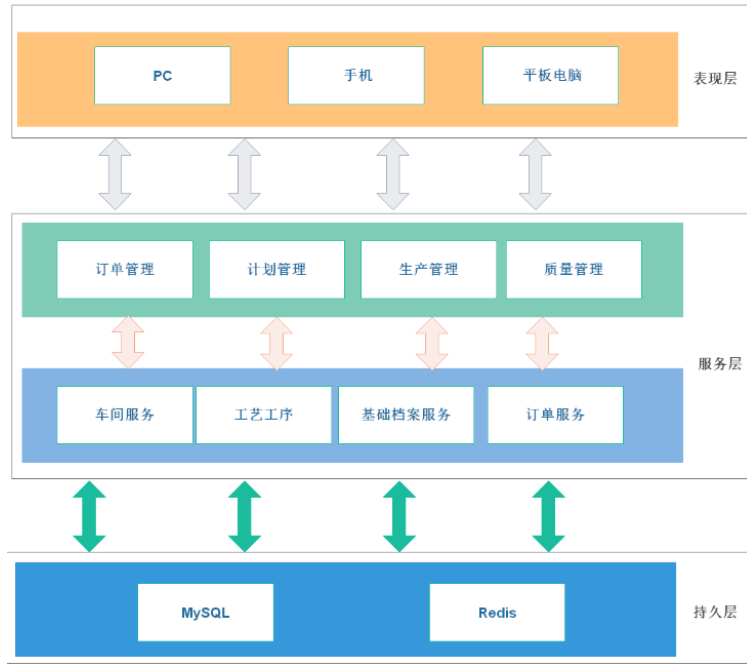 PC
手机
平板电脑
表现层
订单管理
计划管理
生产管理
质量管理
服务层
车间服务
工艺工序
基础档案服务
订单服务
MySQL
Redis
持久层